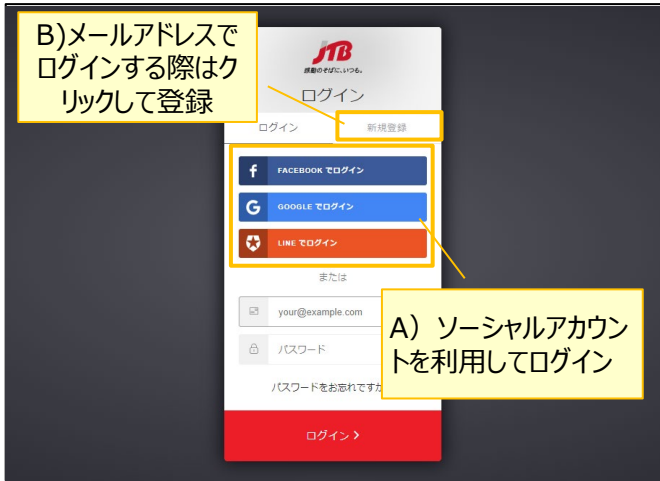 B)メールアドレスで
ログインする際はク
リックして登録
JTB
感動のそばに、いつも。
ログイン
ログイン
新規登録
FACEBOOK でログイン
GOOGLE でログイン
LINE でログイン
または
your@example.com
パスワード
A) ソーシャルアカウン
トを利用してログイン
パスワードをお忘れですか
ログイン >